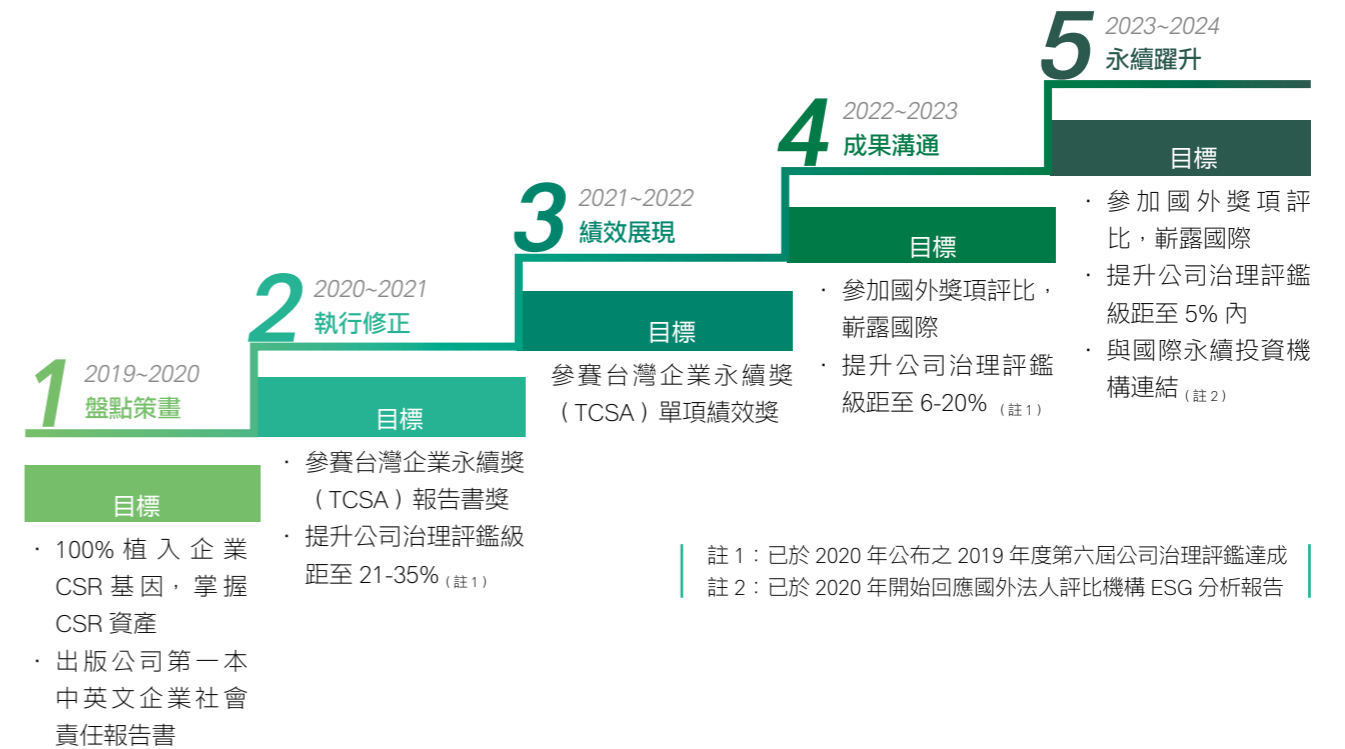 1
2019~2020
盤點策畫
目標
· 100% 植入企業
CSR 基因，掌握
CSR 資產
· 出版公司第一本
中英文企業社會
責任報告書
2
2020~2021
執行修正
目標
· 參賽台灣企業永續獎
（TCSA）報告書獎
· 提升公司治理評鑑級
距至 21-35%（註1）
3
2021~2022
績效展現
目標
參賽台灣企業永續獎
（TCSA）單項績效獎
4
2022~2023
成果溝通
目標
· 參加國外獎項評比，
嶄露國際
· 提升公司治理評鑑
級距至 6-20%（註1）
5
2023~2024
永續躍升
目標
· 參加國外獎項評
比，嶄露國際
· 提升公司治理評鑑
級距至 5% 內
· 與國際永續投資機
構連結（註2）
註 1：已於 2020 年公布之 2019 年度第六屆公司治理評鑑達成
註 2：已於 2020 年開始回應國外法人評比機構 ESG 分析報告